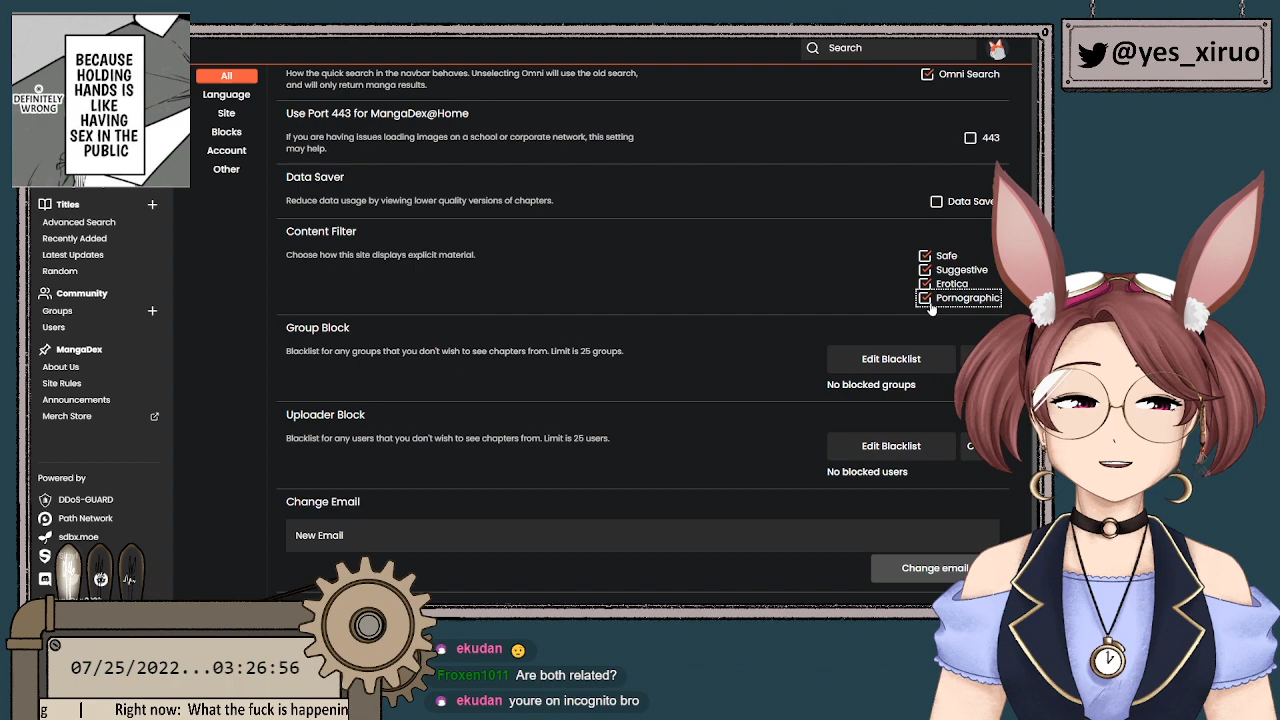 BECAUSE
HOLDING
HANDS IS
LIKE
HAVING
SEX IN THE
PUBLIC
DEFINITELY
WRONG
@yes_xiruo
Search
All
Language
Site
Blocks
Account
Other
How the quick search in the navbar behaves. Unselecting Omni will use the old search,
and will only return manga results.
Omni Search
Use Port 443 for MangaDex@Home
If you are having issues loading images on a school or corporate network, this setting
may help.
443
Data Saver
Reduce data usage by viewing lower quality versions of chapters.
Data Save
Content Filter
Choose how this site displays explicit material.
Safe
Suggestive
Erotica
Pornographic
Group Block
Blacklist for any groups that you don't wish to see chapters from. Limit is 25 groups.
Edit Blacklist
No blocked groups
Uploader Block
Blacklist for any users that you don't wish to see chapters from. Limit is 25 users.
Edit Blacklist
No blocked users
Change Email
New Email
Change email
Titles
Advanced Search
Recently Added
Latest Updates
Random
Community
Groups
Users
MangaDex
About Us
Site Rules
Announcements
Merch Store
Powered by
DDoS-GUARD
Path Network
sdbx.moe
07/25/2022...03:26:56
g | Right now: What the fuck is happenin
ekudan
Froxen1011 Are both related?
ekudan youre on incognito bro